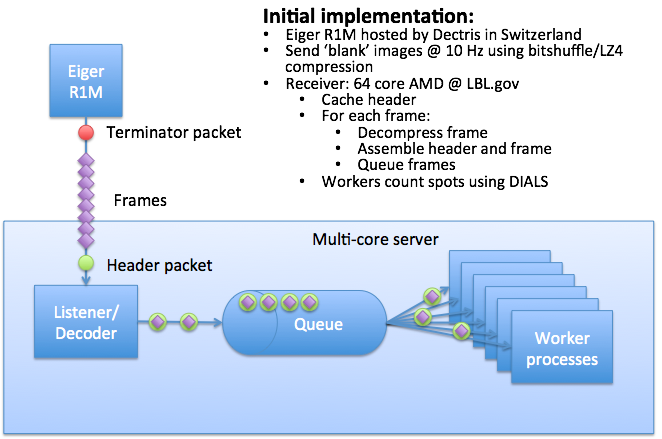 Initial implementation:
• Eiger R1M hosted by Dectris in Switzerland
• Send ‘blank’ images @ 10 Hz using bitshuffle/LZ4
compression
• Receiver: 64 core AMD @ LBL.gov
• Cache header
• For each frame:
• Decompress frame
• Assemble header and frame
• Queue frames
• Workers count spots using DIALS
Eiger
R1M
Terminator packet
Frames
Header packet
Multi-core server
Listener/
Decoder
Queue
Worker
processes